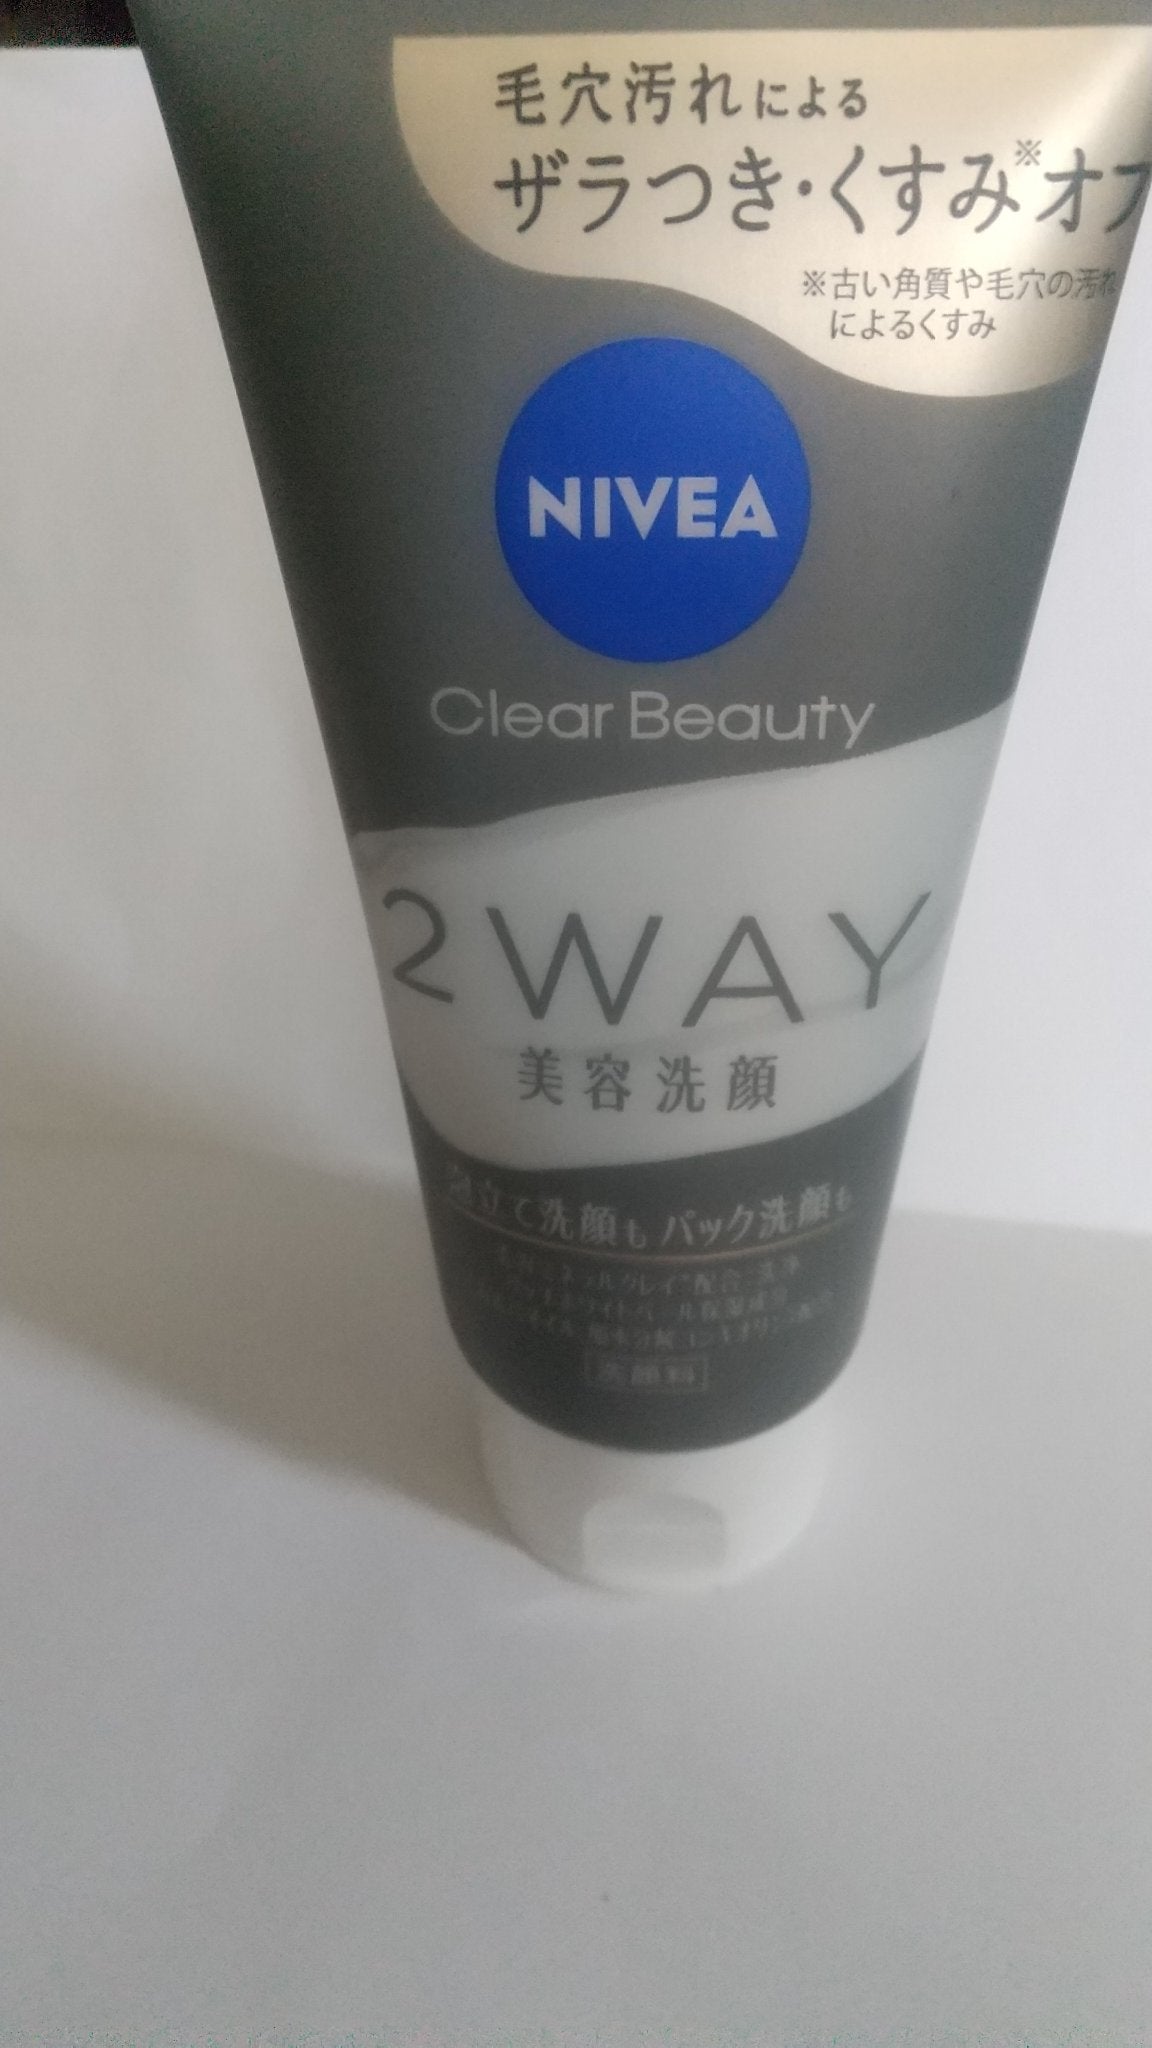 毛穴汚れによる
ザラつき・くすみ※オフ
※古い角質や毛穴の汚れ
によるくすみ
NIVEA
Clear Beauty
2WAY
美容洗顔
泡立て洗顔も パック洗顔も
洗顔料